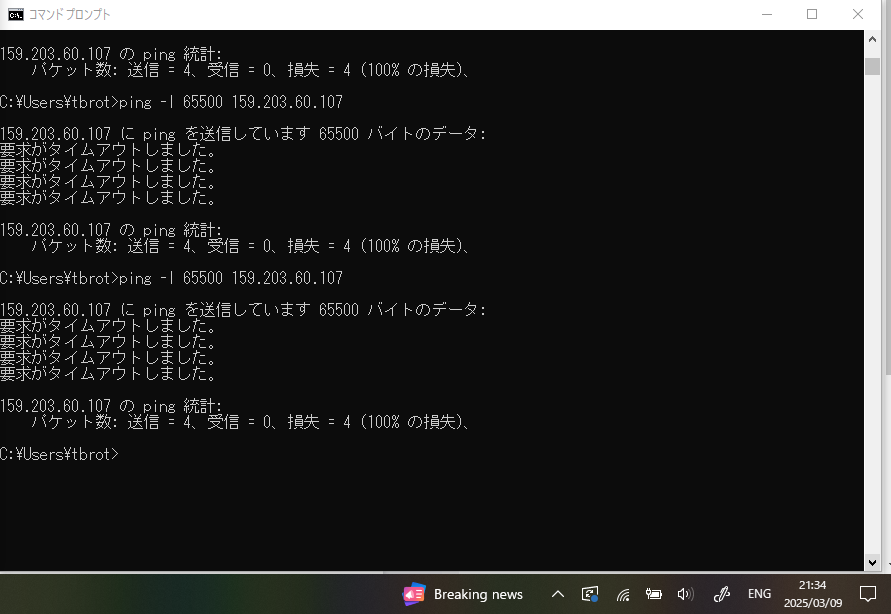 コマンド プロンプト
159.203.60.107 の ping 統計:
パケット数: 送信 = 4、受信 = 0、損失 = 4 (100% の損失)、
C:¥Users¥tbrot>ping -l 65500 159.203.60.107
159.203.60.107 に ping を送信しています 65500 バイトのデータ:
要求がタイムアウトしました。
要求がタイムアウトしました。
要求がタイムアウトしました。
要求がタイムアウトしました。
159.203.60.107 の ping 統計:
パケット数: 送信 = 4、受信 = 0、損失 = 4 (100% の損失)、
C:¥Users¥tbrot>ping -l 65500 159.203.60.107
159.203.60.107 に ping を送信しています 65500 バイトのデータ:
要求がタイムアウトしました。
要求がタイムアウトしました。
要求がタイムアウトしました。
要求がタイムアウトしました。
159.203.60.107 の ping 統計:
パケット数: 送信 = 4、受信 = 0、損失 = 4 (100% の損失)、
C:¥Users¥tbrot>
Breaking news
ENG
21:34
2025/03/09